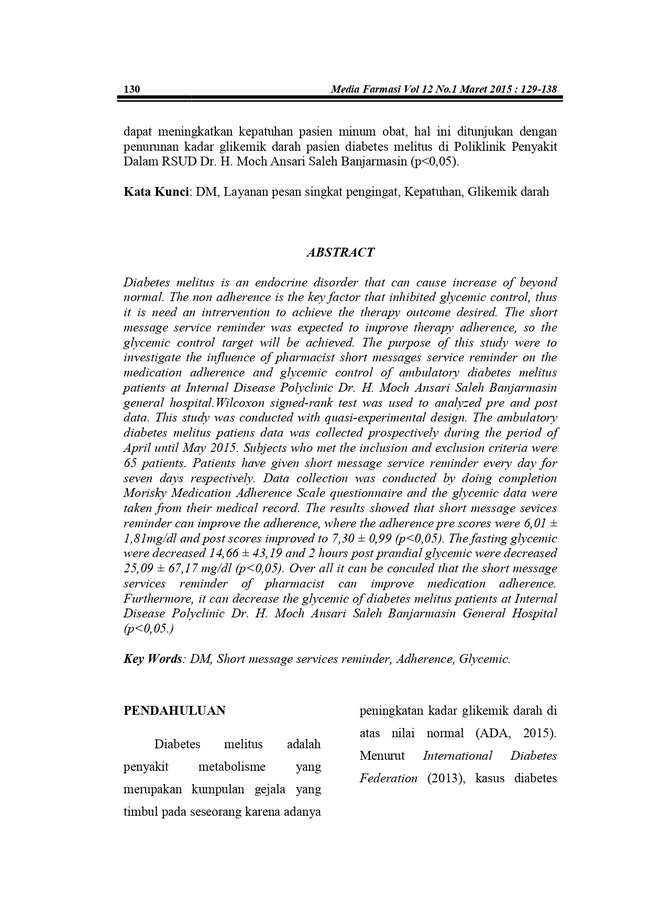 130 Media Farmasi Vol 12 No.1 Maret 2015 : 129-138
dapat meningkatkan kepatuhan pasien minum obat, hal ini ditunjukan dengan
penurunan kadar glikemik darah pasien diabetes melitus di Poliklinik Penyakit
Dalam RSUD Dr. H. Moch Ansari Saleh Banjarmasin (p<0,05).
Kata Kunci: DM, Layanan pesan singkat pengingat, Kepatuhan, Glikemik darah
ABSTRACT
Diabetes melitus is an endocrine disorder that can cause increase of beyond
normal. The non adherence is the key factor that inhibited glycemic control, thus
it is need an intrervention to achieve the therapy outcome desired. The short
message service reminder was expected to improve therapy adherence, so the
glycemic control target will be achieved. The purpose of this study were to
investigate the influence of pharmacist short messages service reminder on the
medication adherence and glycemic control of ambulatory diabetes melitus
patients at Internal Disease Polyclinic Dr. H. Moch Ansari Saleh Banjarmasin
general hospital.Wilcoxon signed-rank test was used to analyzed pre and post
data. This study was conducted with quasi-experimental design. The ambulatory
diabetes melitus patiens data was collected prospectively during the period of
April until May 2015. Subjects who met the inclusion and exclusion criteria were
65 patients. Patients have given short message service reminder every day for
seven days respectively. Data collection was conducted by doing completion
Morisky Medication Adherence Scale questionnaire and the glycemic data were
taken from their medical record. The results showed that short message sevices
reminder can improve the adherence, where the adherence pre scores were 6,01 ±
1,81mg/dl and post scores improved to 7,30 ± 0,99 (p<0,05). The fasting glycemic
were decreased 14,66 ± 43,19 and 2 hours post prandial glycemic were decreased
25,09 ± 67,17 mg/dl (p<0,05). Over all it can be conculed that the short message
services reminder of pharmacist can improve medication adherence.
Furthermore, it can decrease the glycemic of diabetes melitus patients at Internal
Disease Polyclinic Dr. H. Moch Ansari Saleh Banjarmasin General Hospital
(p<0,05.)
Key Words: DM, Short message services reminder, Adherence, Glycemic.
PENDAHULUAN
Diabetes melitus adalah
penyakit metabolisme yang
merupakan kumpulan gejala yang
timbul pada seseorang karena adanya
peningkatan kadar glikemik darah di
atas nilai normal (ADA, 2015).
Menurut International Diabetes
Federation (2013), kasus diabetes